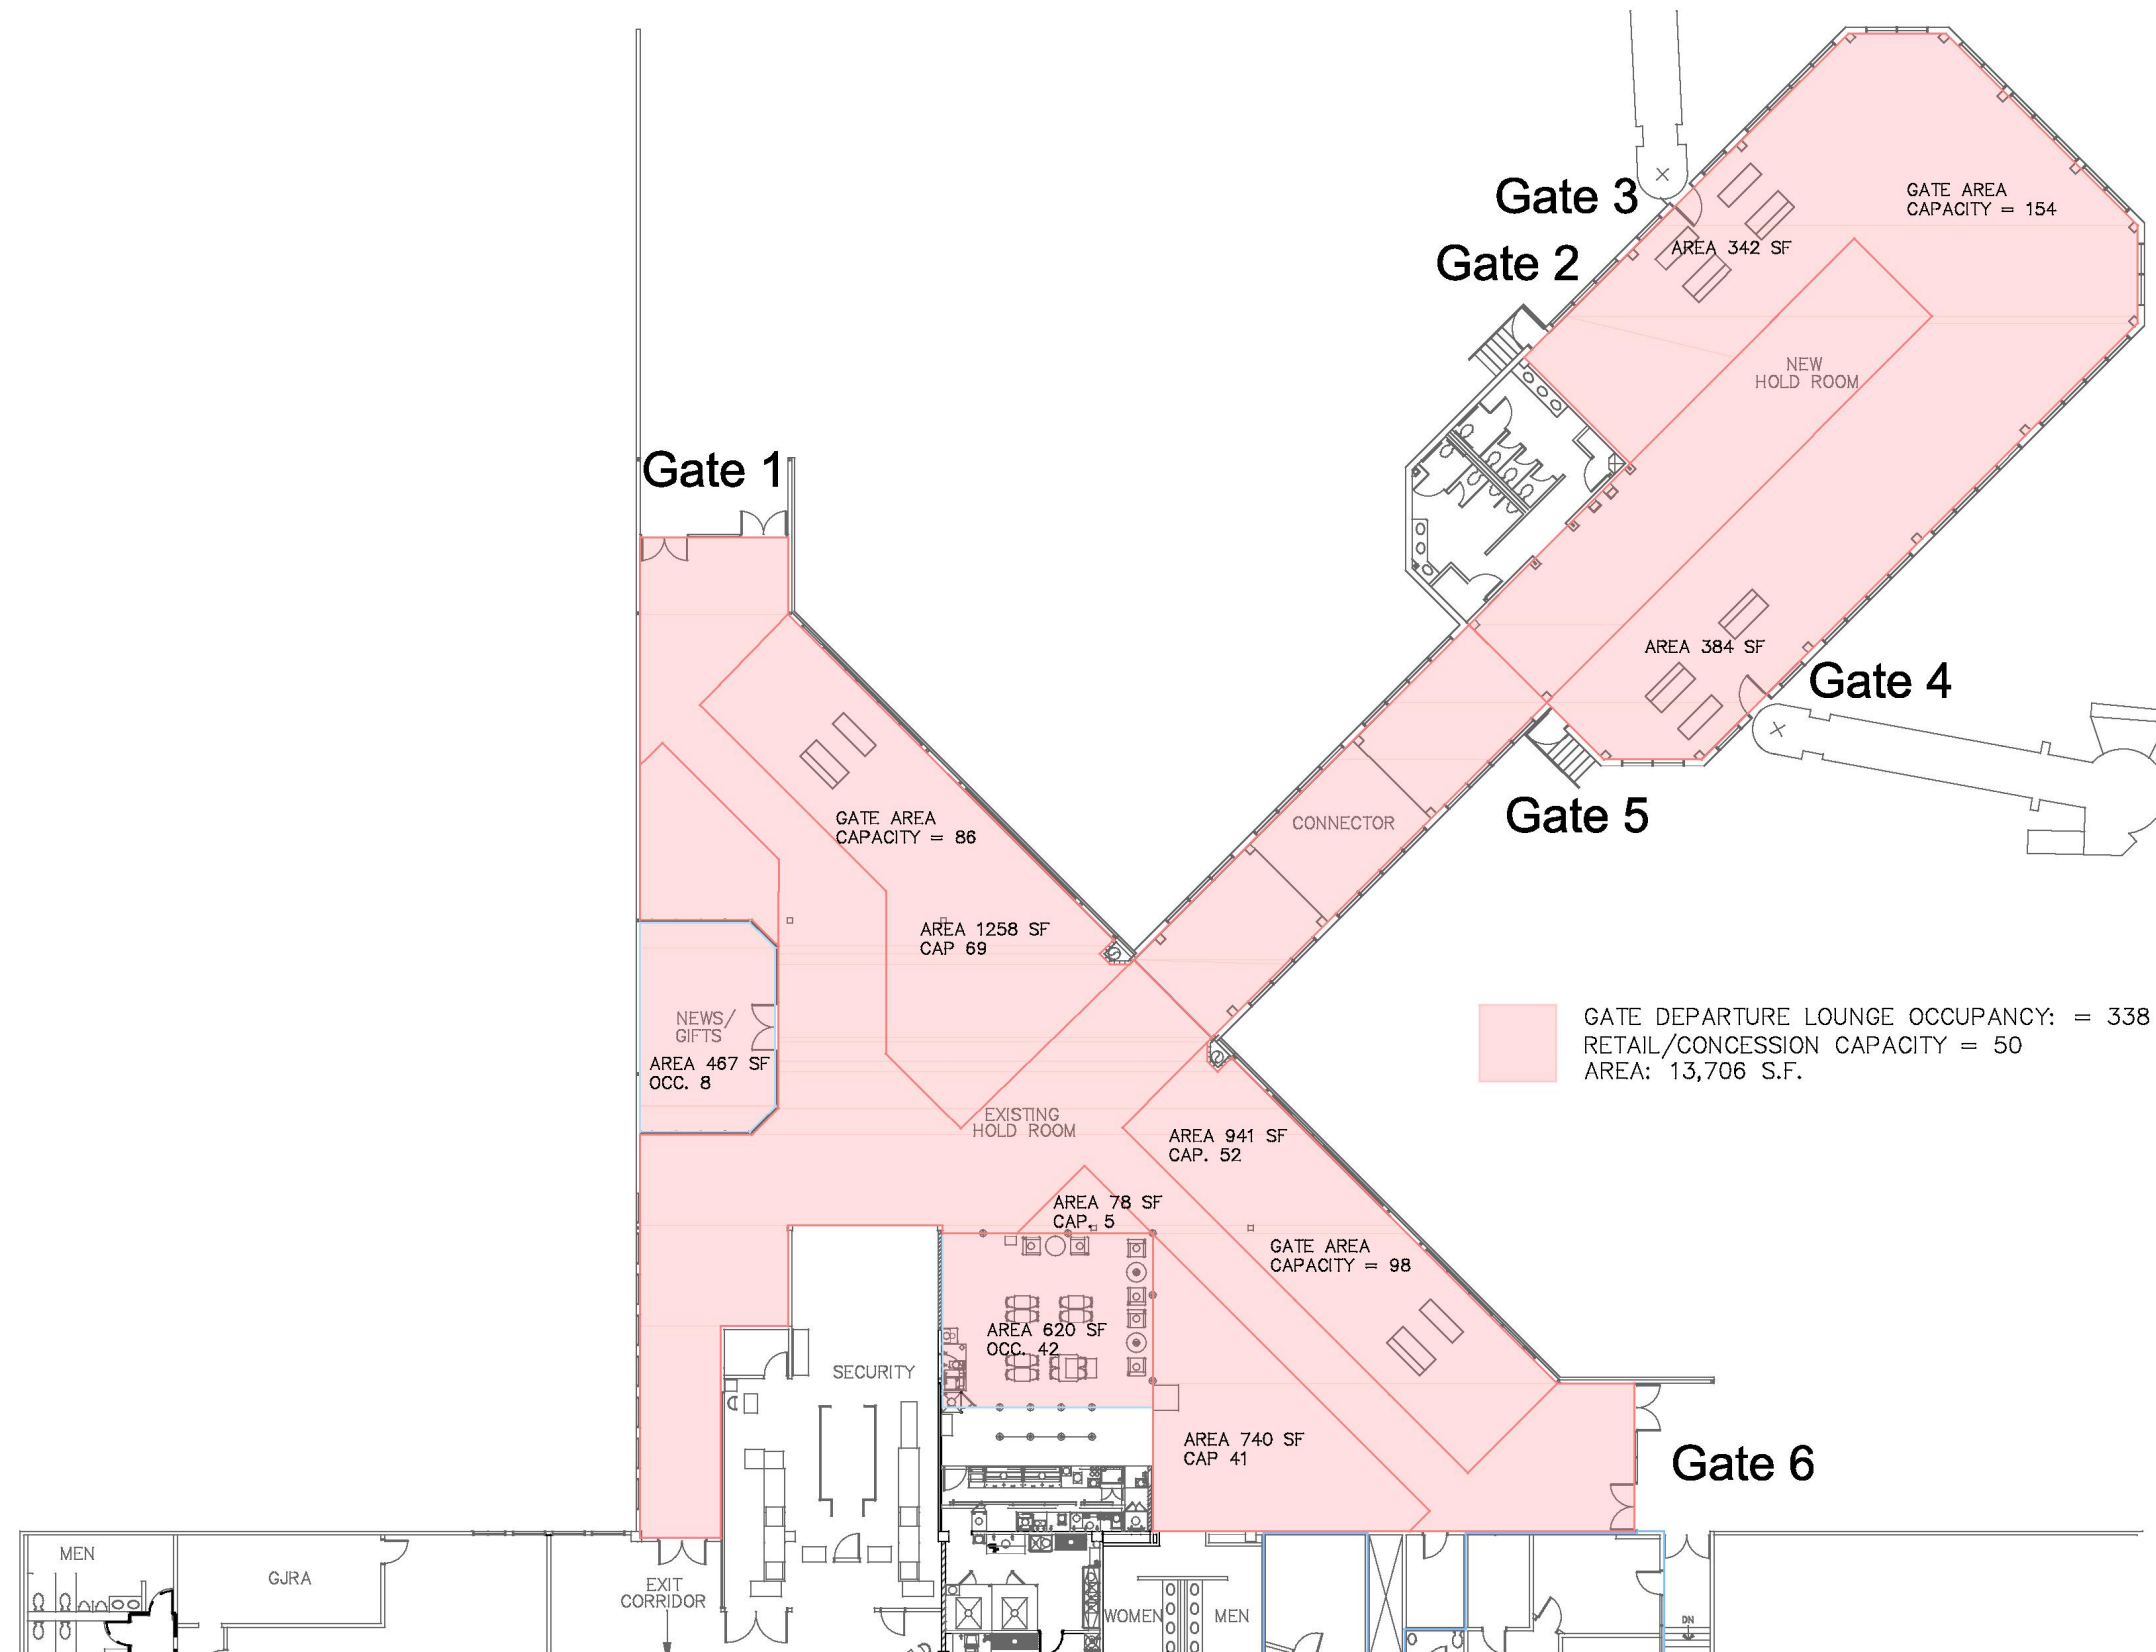 Gate 3
GATE AREA
CAPACITY = 154
AREA 342 SF
Gate 2
NEW
HOLD ROOM
Gate 1
AREA 384 SF
Gate 4
Gate 5
CONNECTOR
GATE AREA
CAPACITY = 86
AREA 1258 SF
CAP 69
NEWS/
GIFTS
AREA 467 SF
OCC. 8
GATE DEPARTURE LOUNGE OCCUPANCY: = 338
RETAIL/CONCESSION CAPACITY = 50
AREA: 13,706 S.F.
EXISTING
HOLD ROOM
AREA 941 SF
CAP. 52
AREA 78 SF
CAP. 5
GATE AREA
CAPACITY = 98
AREA 620 SF
OCC. 42
SECURITY
AREA 740 SF
CAP 41
Gate 6
MEN
GJRA
EXIT
CORRIDOR
WOMEN
MEN
DN